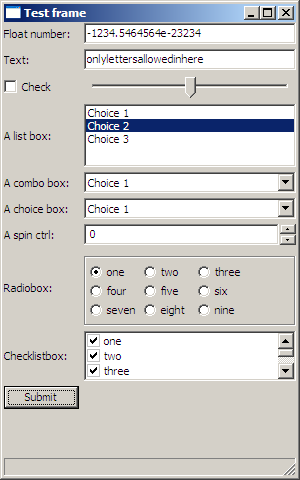 Test frame
Float number: -1234.5464564e-23234
Text: onlylettersallowedinhere
Check
Choice 1
Choice 2
A list box: Choice 3
A combo box: Choice 1
A choice box: Choice 1
A spin ctrl: 0
one two three
Radiobox: four five six
seven eight nine
one
Checklistbox: two
three
Submit